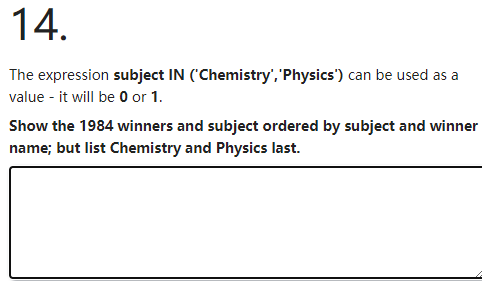 14.
The expression subject IN ('Chemistry','Physics') can be used as a
value - it will be 0 or 1.
Show the 1984 winners and subject ordered by subject and winner
name; but list Chemistry and Physics last.